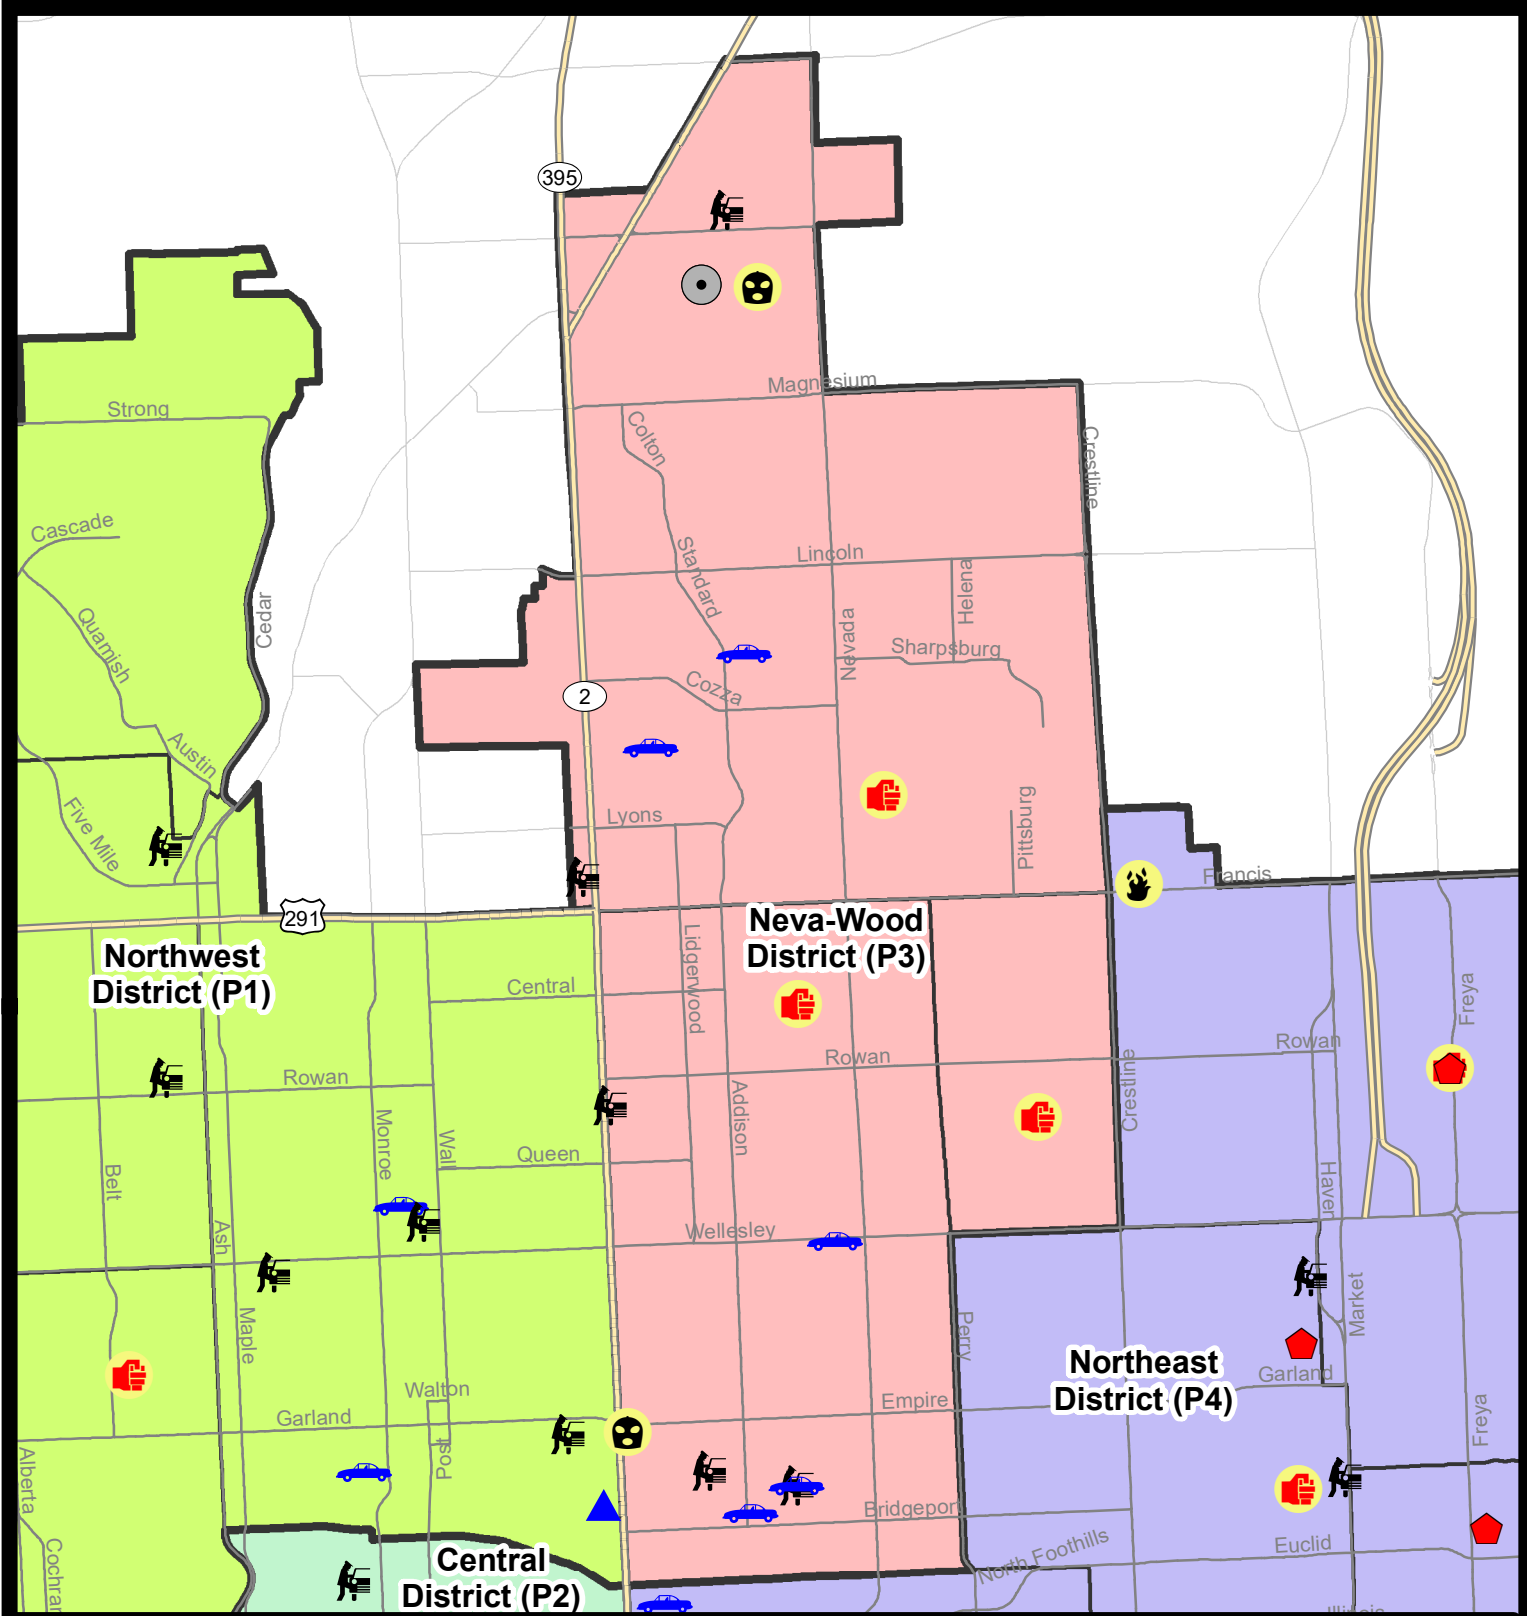 395
Magnesium
Strong
Colton
Crestline
Cascade
Standard
Lincoln
Helena
Quamish
Cedar
Nevada
Sharpsburg
2
Cozza
Austin
Five Mile
Lyons
Pittsburg
Francis
291
Neva-Wood
District (P3)
Northwest
District (P1)
Lidgerwood
Central
Freya
Rowan
Rowan
Rowan
Addison
Crestline
Monroe
Wall
Queen
Belt
Haven
Ash
Wellesley
Maple
Market
Perry
Northeast
District (P4)
Garland
Walton
Empire
Garland
Freya
Post
Alberta
Bridgeport
Euclid
North Foothills
Cochran
Central
District (P2)